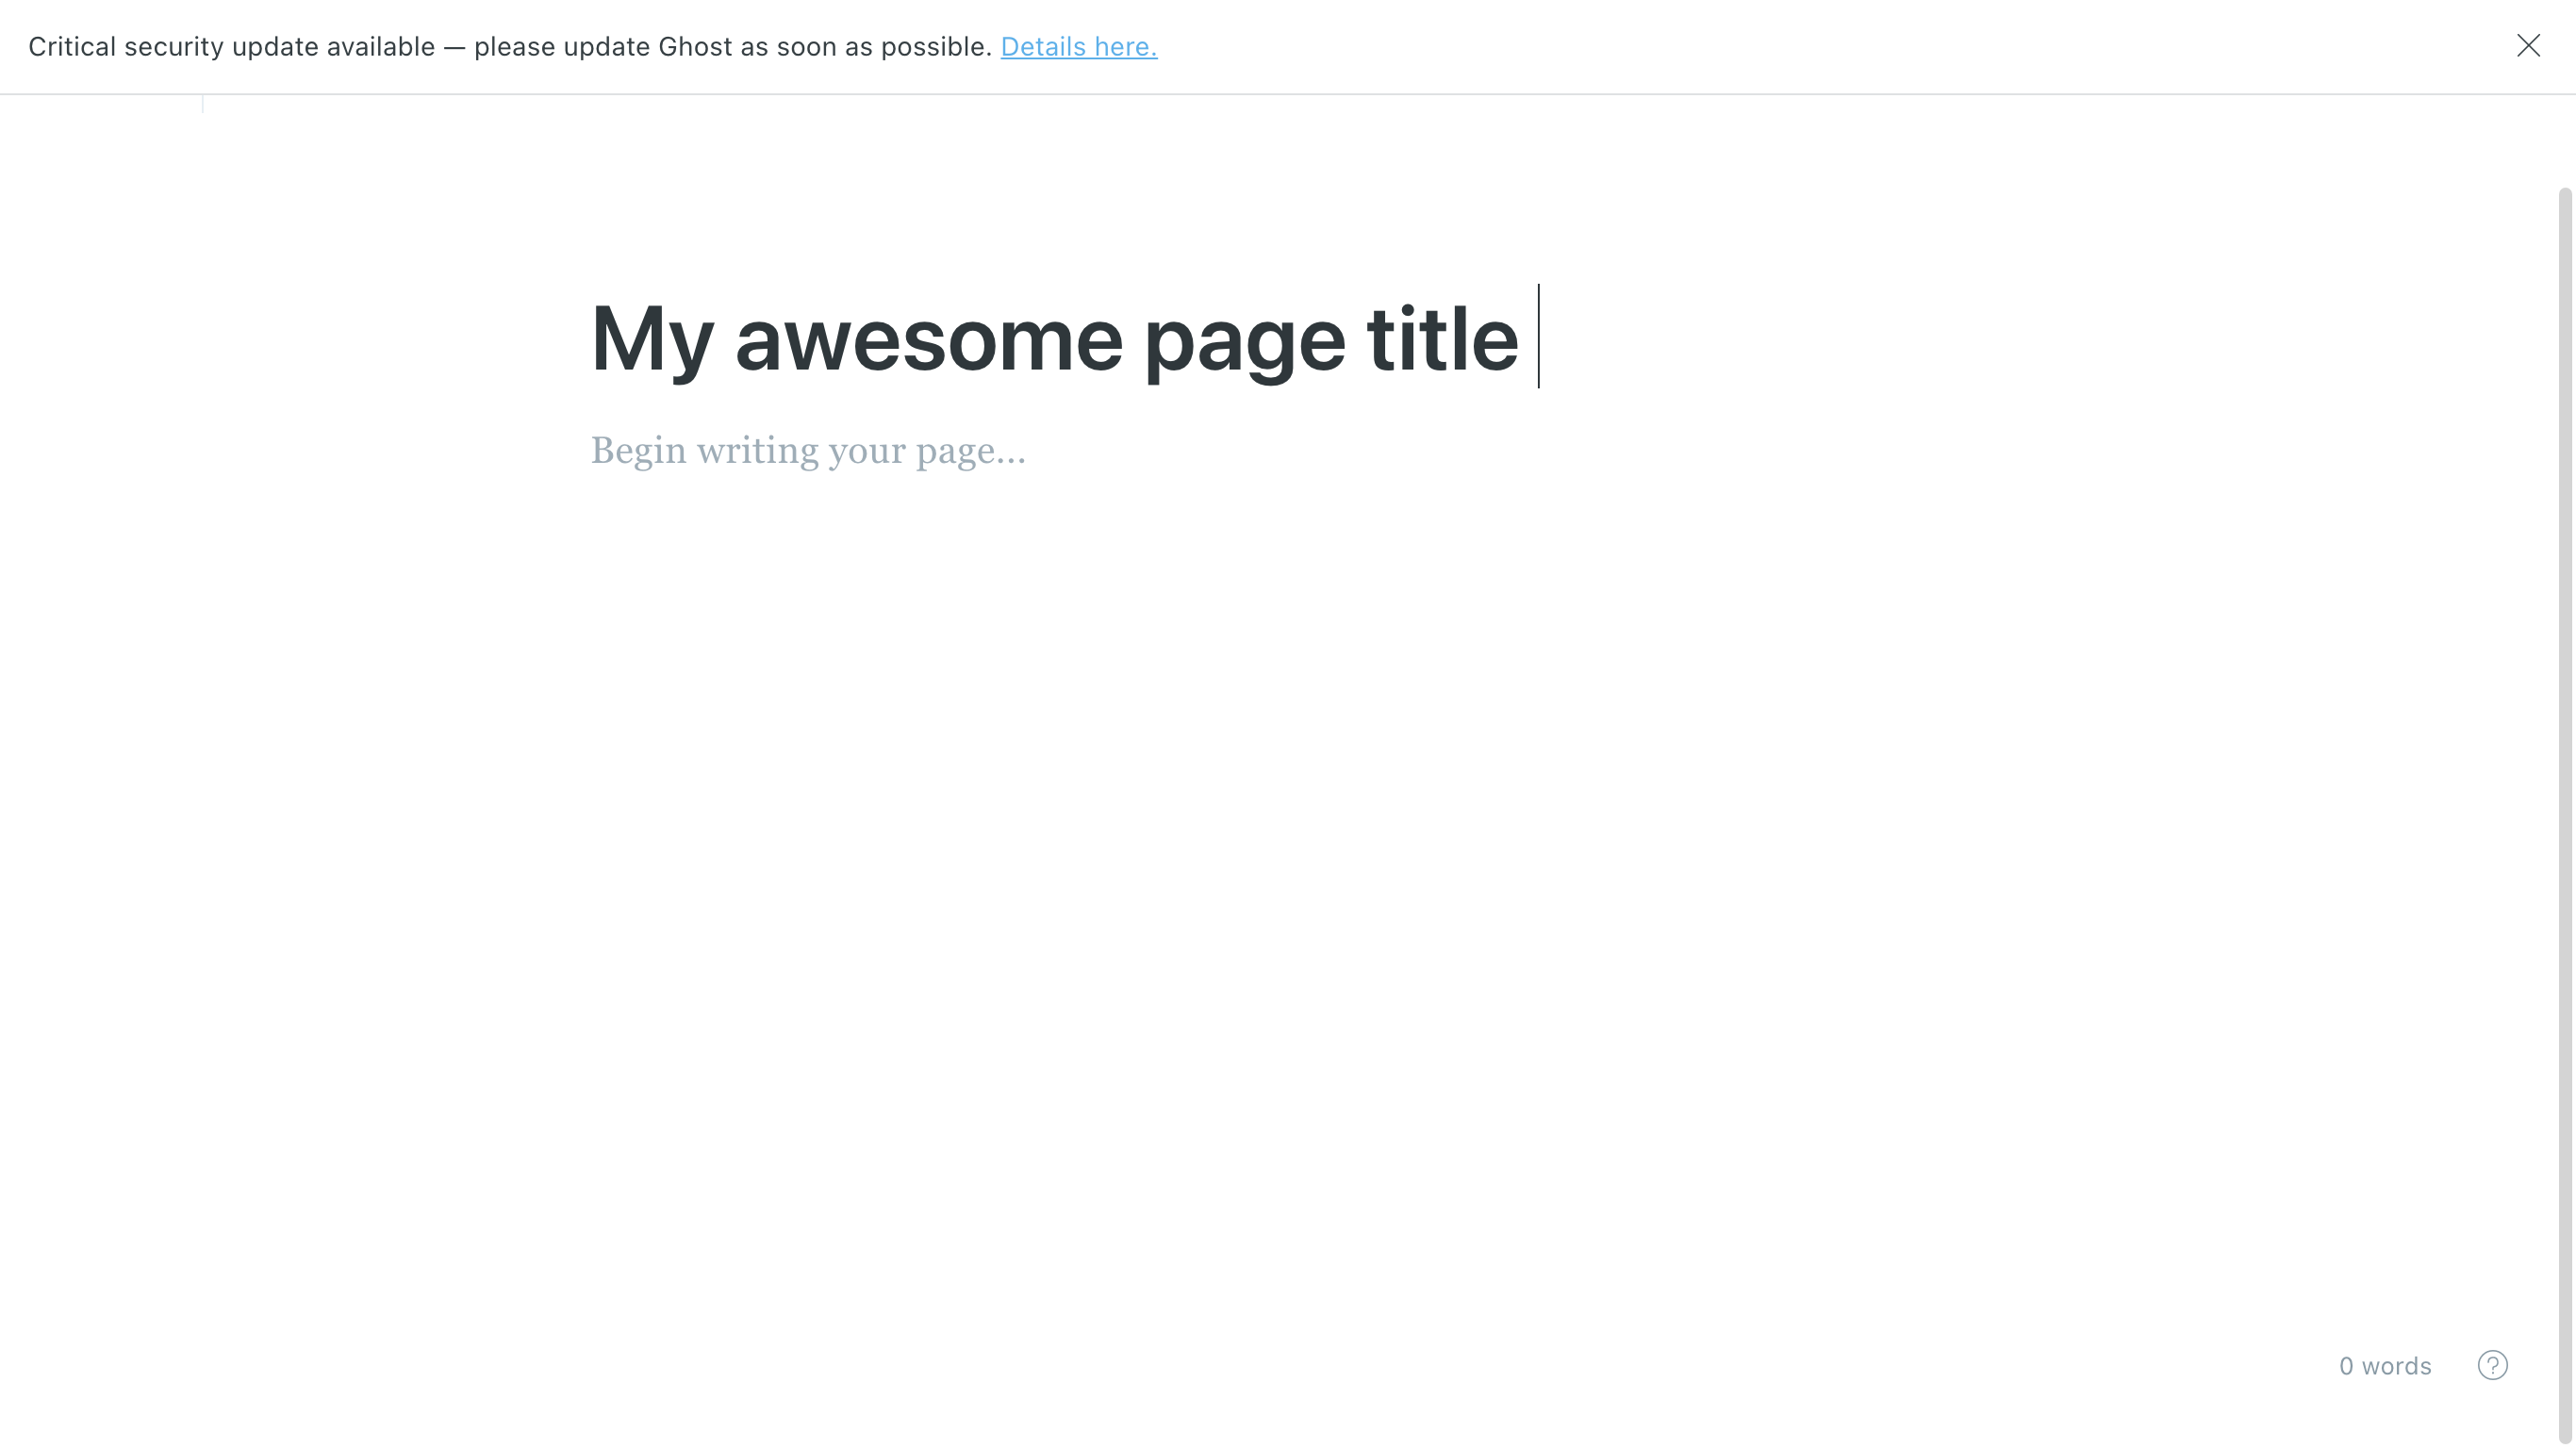 Critical security update available — please update Ghost as soon as possible. Details here.
My awesome page title
Begin writing your page...
0 words
?